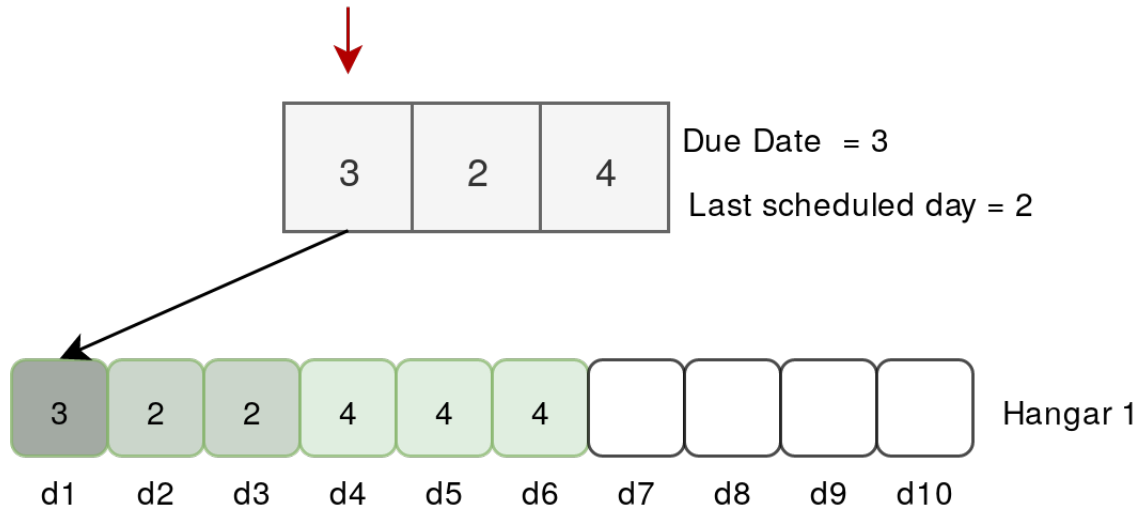 3 2 4
Due Date = 3
Last scheduled day = 2
3 2 2 4 4 4
Hangar 1
d1 d2 d3 d4 d5 d6 d7 d8 d9 d10